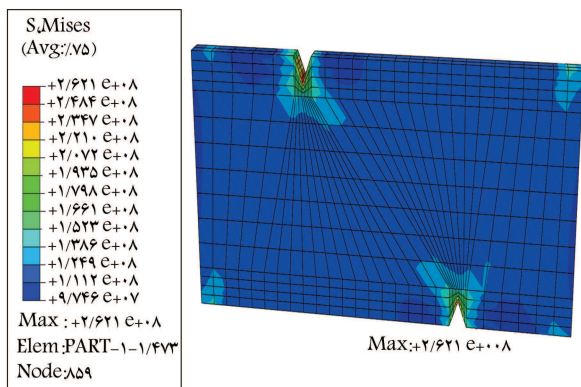 S،Mises
(Avg:٪۷۵)
+۲/۶۲۱ e+۰۸
+۲/۴۸۴ e+۰۸
+۲/۳۴۷ e+۰۸
+۲/۲۱۰ e+۰۸
+۲/۰۷۲ e+۰۸
+۱/۹۳۵ e+۰۸
+۱/۷۹۸ e+۰۸
+۱/۶۶۱ e+۰۸
+۱/۵۲۳ e+۰۸
+۱/۳۸۶ e+۰۸
+۱/۲۴۹ e+۰۸
+۱/۱۱۲ e+۰۸
+۹/۷۴۶ e+۰۷
Max :+۲/۶۲۱ e+۰۸
Elem:PART-۱-۱/۴۷۳
Node:۸۵۹
Max:+۲/۶۲۱ e+۰۰۸